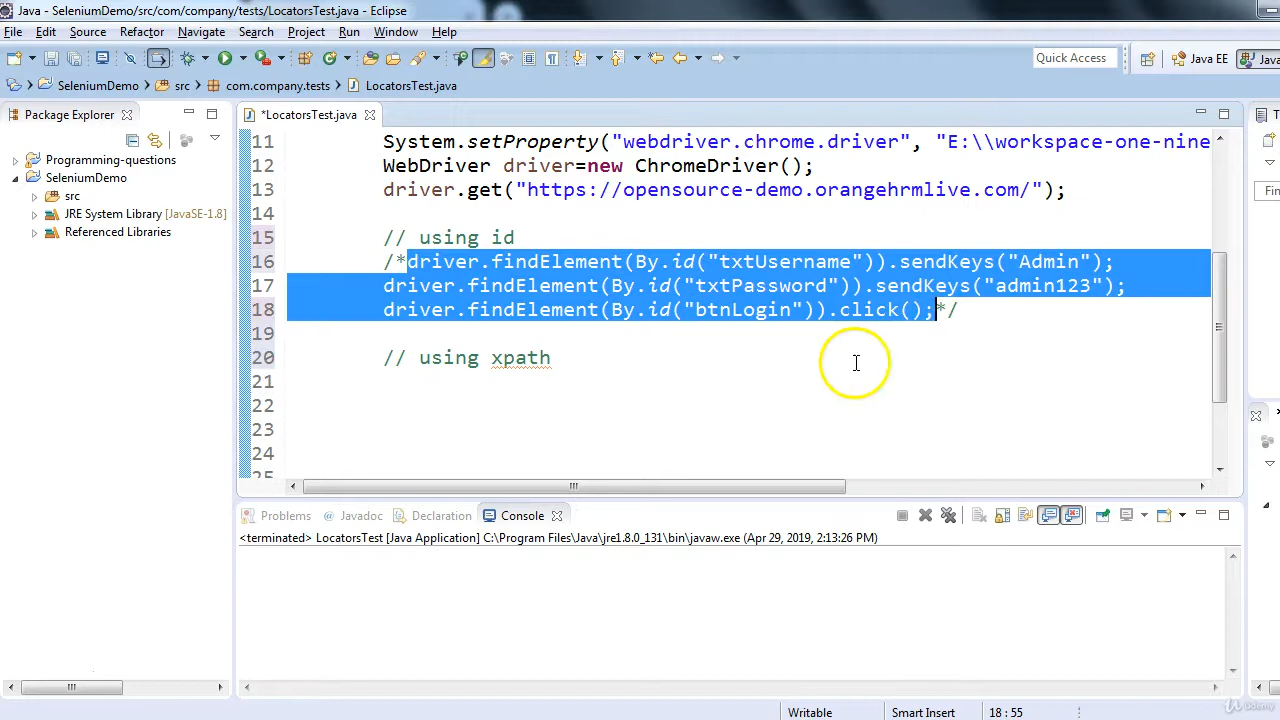 Java - SeleniumDemo/src/com/company/tests/LocatorsTest.java - Eclipse
File Edit Source Refactor Navigate Search Project Run Window Help
Quick Access
Java EE
Java
SeleniumDemo
src
com.company.tests
LocatorsTest.java
Package Explorer
Programming-questions
SeleniumDemo
src
JRE System Library [JavaSE-1.8]
Referenced Libraries
*LocatorsTest.java
11 System.setProperty("webdriver.chrome.driver", "E:\\workspace-one-nine
12 WebDriver driver=new ChromeDriver();
13 driver.get("https://opensource-demo.orangehrmlive.com/");
14
15 // using id
16 /*driver.findElement(By.id("txtUsername")).sendKeys("Admin");
17 driver.findElement(By.id("txtPassword")).sendKeys("admin123");
18 driver.findElement(By.id("btnLogin")).click();*/
19
20 // using xpath
21
22
23
24
25
Fin
Problems @ Javadoc Declaration Console
<terminated> LocatorsTest [Java Application] C:\Program Files\Java\jre1.8.0_131\bin\javaw.exe (Apr 29, 2019, 2:13:26 PM)
Writable Smart Insert 18 : 55
Udemy